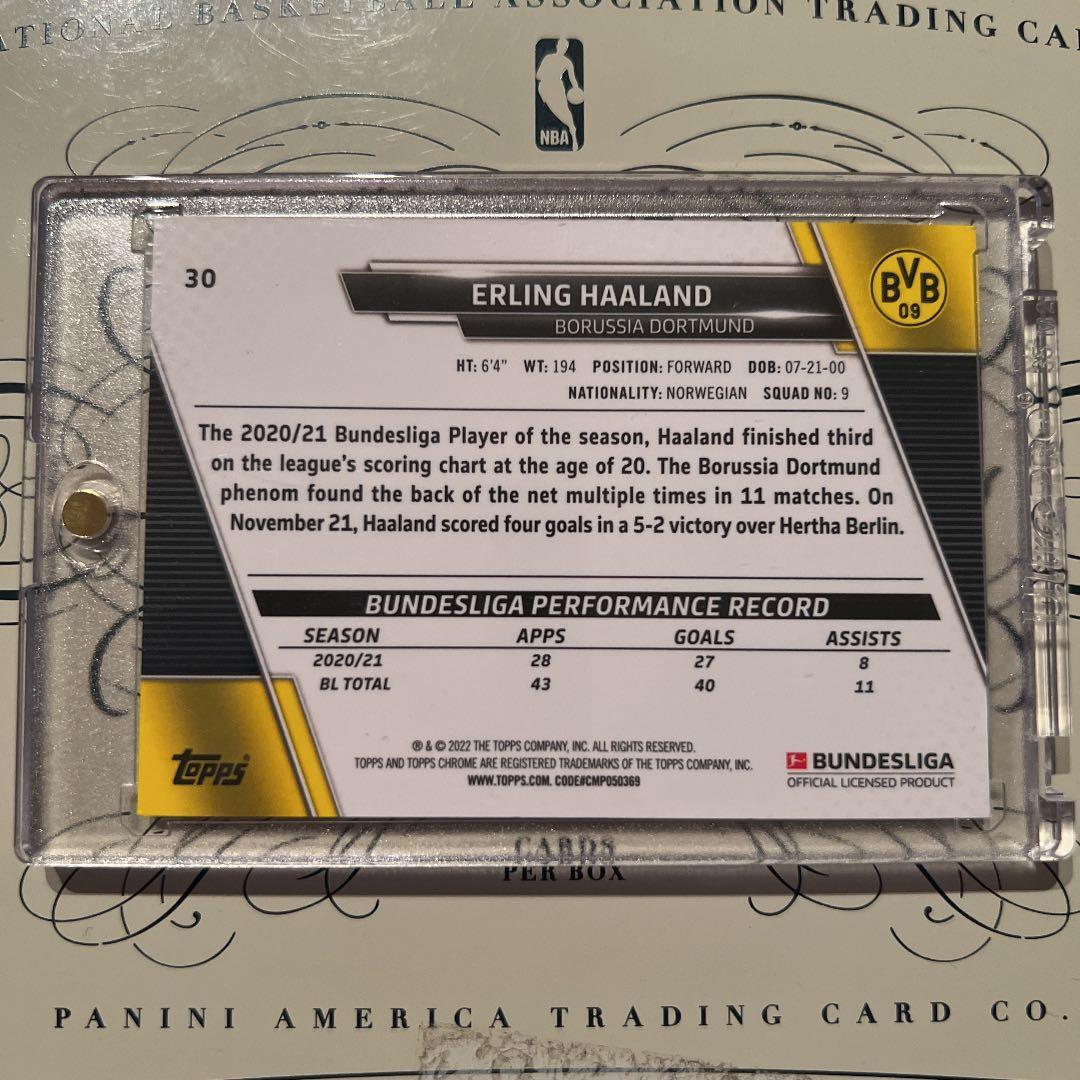 NATIONAL BASKETBALL ASSOCIATION TRADING CAR
NBA
30
ERLING HAALAND
BORUSSIA DORTMUND
BVB
09
HT: 6'4" WT: 194 POSITION: FORWARD DOB: 07-21-00
NATIONALITY: NORWEGIAN SQUAD NO: 9
The 2020/21 Bundesliga Player of the season, Haaland finished third
on the league's scoring chart at the age of 20. The Borussia Dortmund
phenom found the back of the net multiple times in 11 matches. On
November 21, Haaland scored four goals in a 5-2 victory over Hertha Berlin.
BUNDESLIGA PERFORMANCE RECORD
SEASON APPS GOALS ASSISTS
2020/21 28 27 8
BL TOTAL 43 40 11
® & © 2022 THE TOPPS COMPANY, INC. ALL RIGHTS RESERVED.
TOPPS AND TOPPS CHROME ARE REGISTERED TRADEMARKS OF THE TOPPS COMPANY, INC.
WWW.TOPPS.COM. CODE#CMP050369
topps
BUNDESLIGA
OFFICIAL LICENSED PRODUCT
CARDS
PER BOX
PANINI AMERICA TRADING CARD CO.